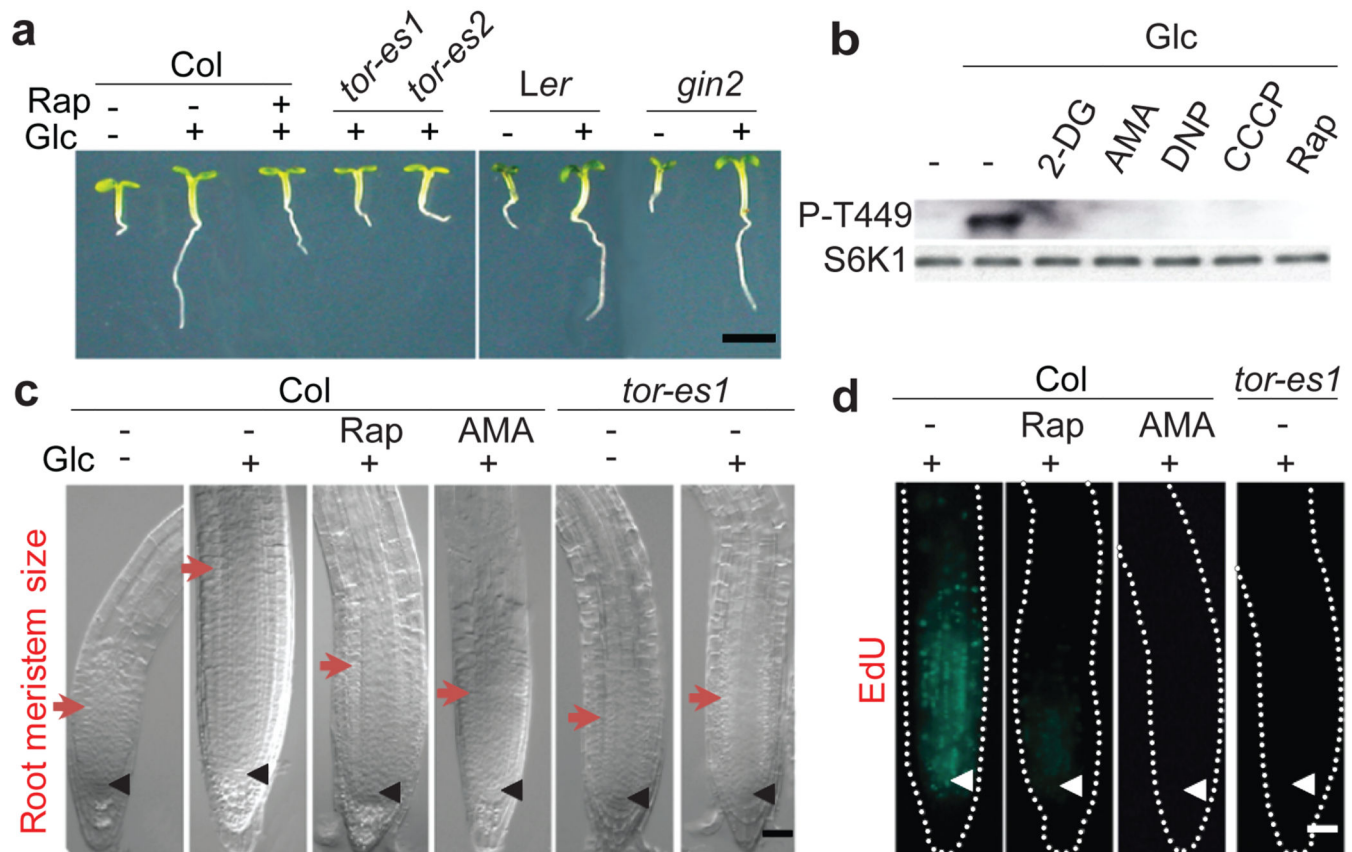 a
Col tor-es1 tor-es2 Ler gin2
Rap - - +
Glc - + + + + - + - +
b
Glc
- - 2-DG AMA DNP CCCP Rap
P-T449
S6K1
c
Col tor-es1
- - Rap AMA - -
Glc - + + + - +
Root meristem size
d
Col tor-es1
- Rap AMA -
+ + + +
EdU